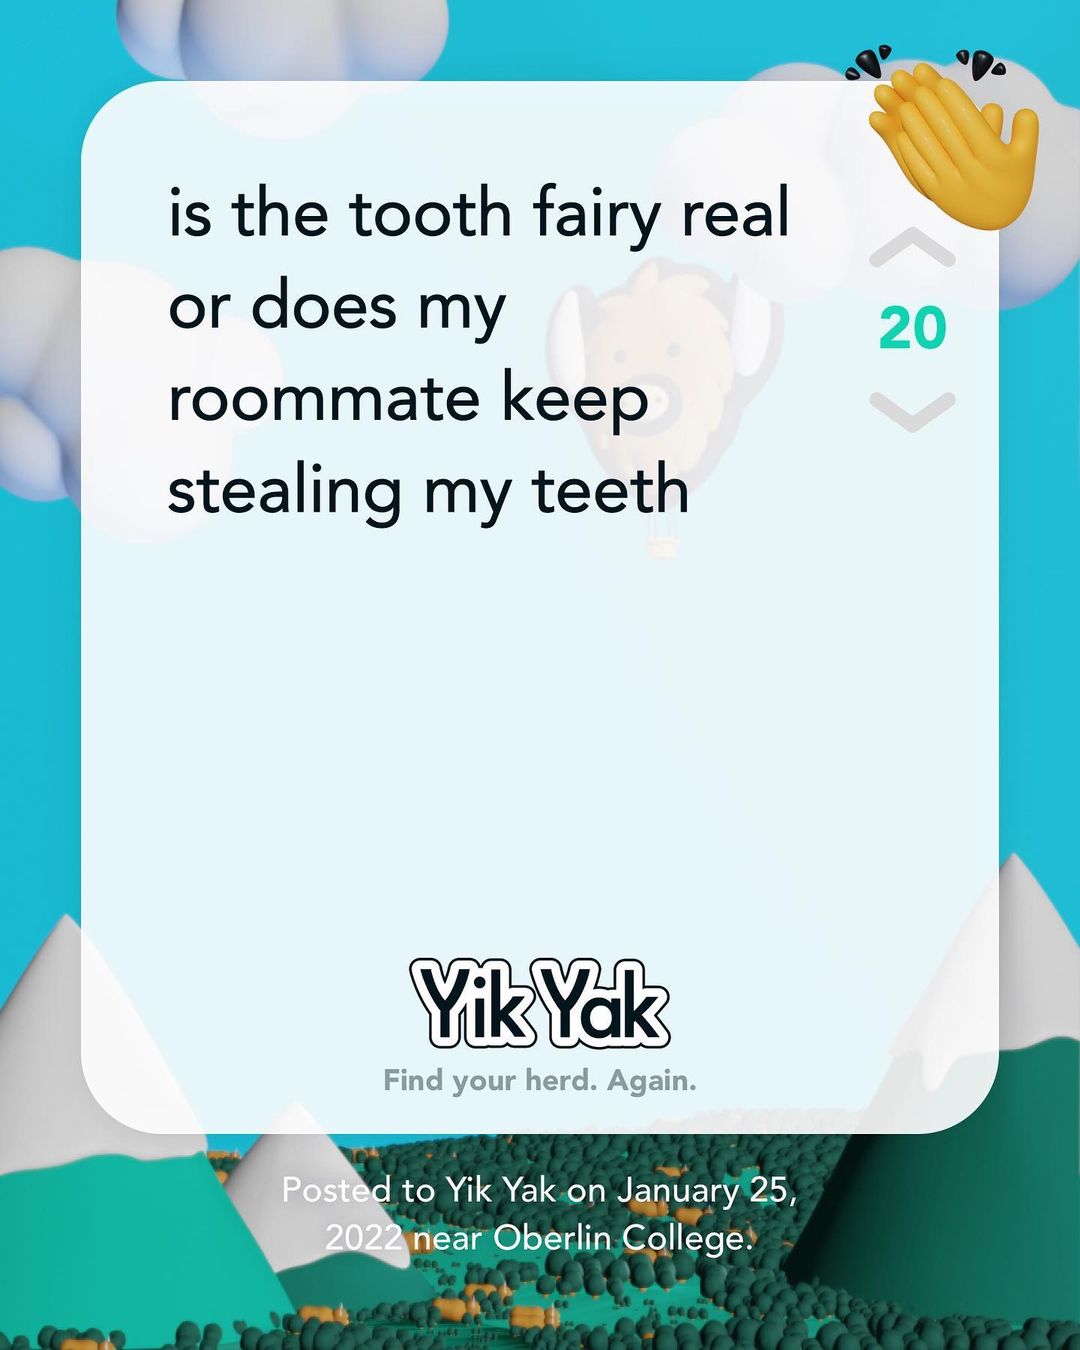 is the tooth fairy real
or does my
roommate keep
stealing my teeth
20
Yik Yak
Find your herd. Again.
Posted to Yik Yak on January 25,
2022 near Oberlin College.